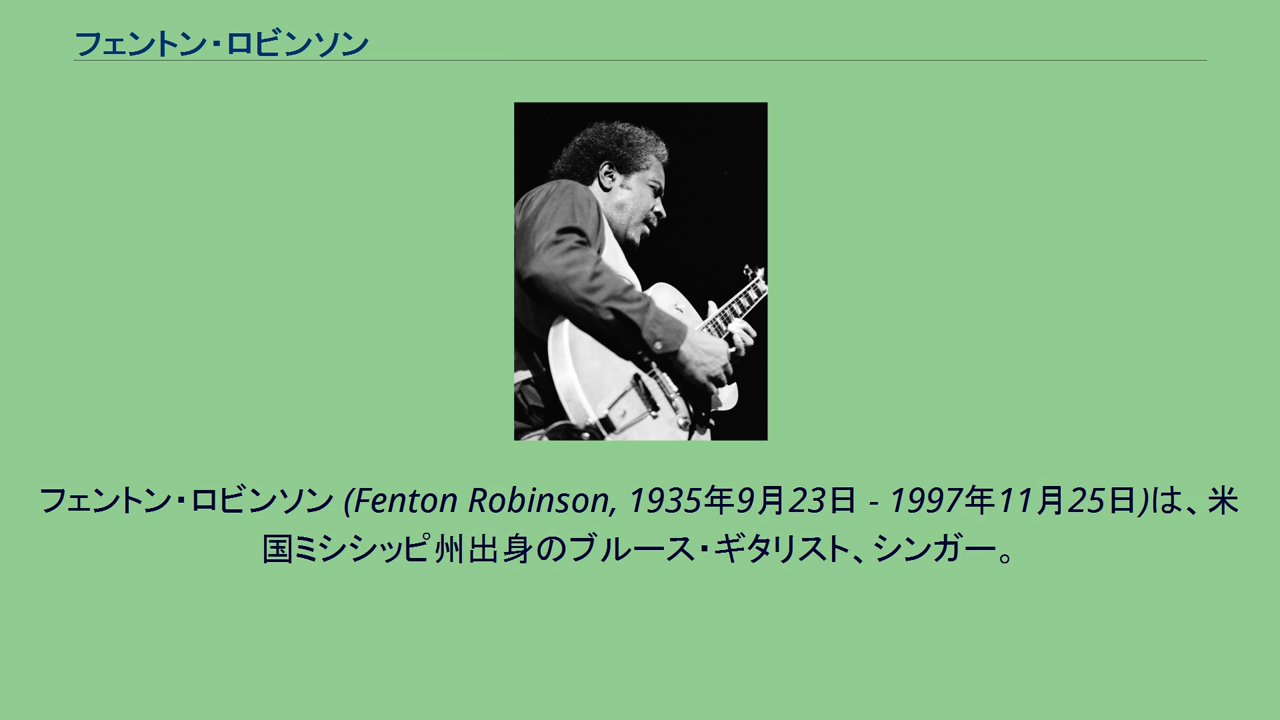 フェントン・ロビンソン
フェントン・ロビンソン (Fenton Robinson, 1935年9月23日 - 1997年11月25日)は、米
国ミシシッピ州出身のブルース・ギタリスト、シンガー。